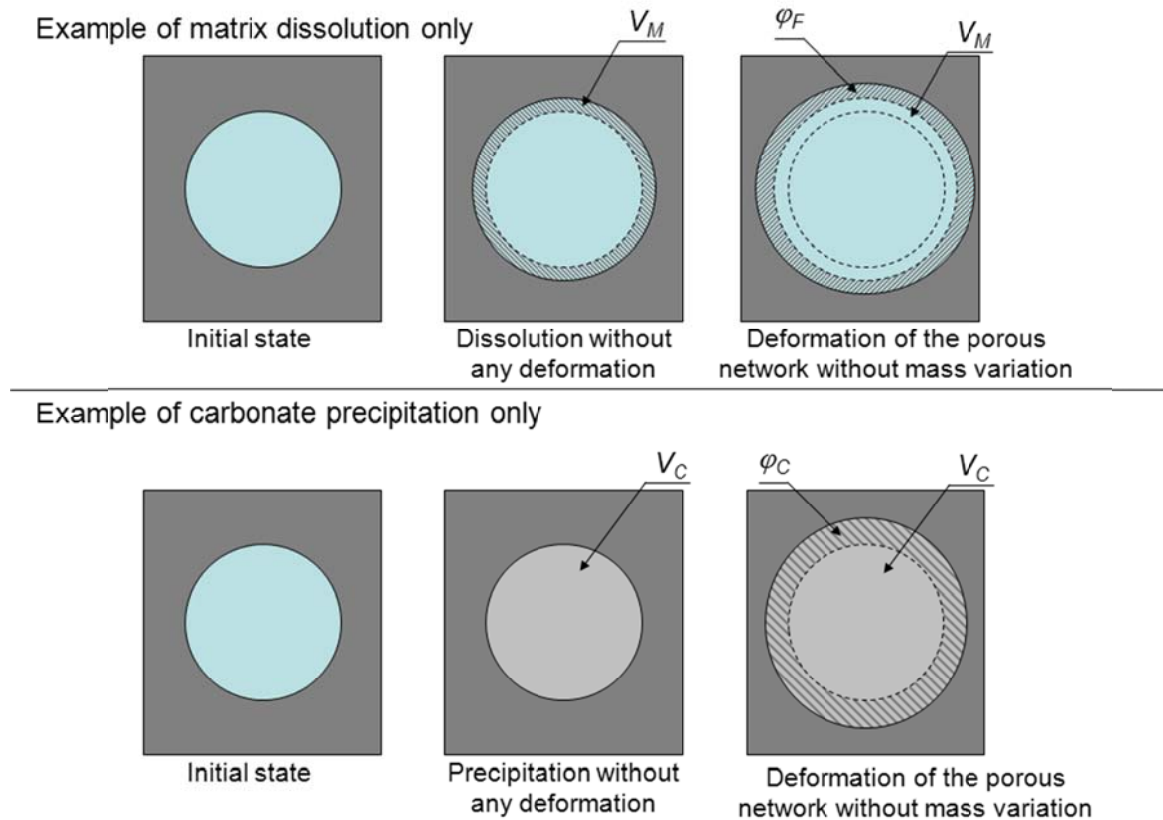 Example of matrix dissolution only
V_M
φ_F
V_M
Initial state
Dissolution without
any deformation
Deformation of the porous
network without mass variation
Example of carbonate precipitation only
V_C
φ_C
V_C
Initial state
Precipitation without
any deformation
Deformation of the porous
network without mass variation